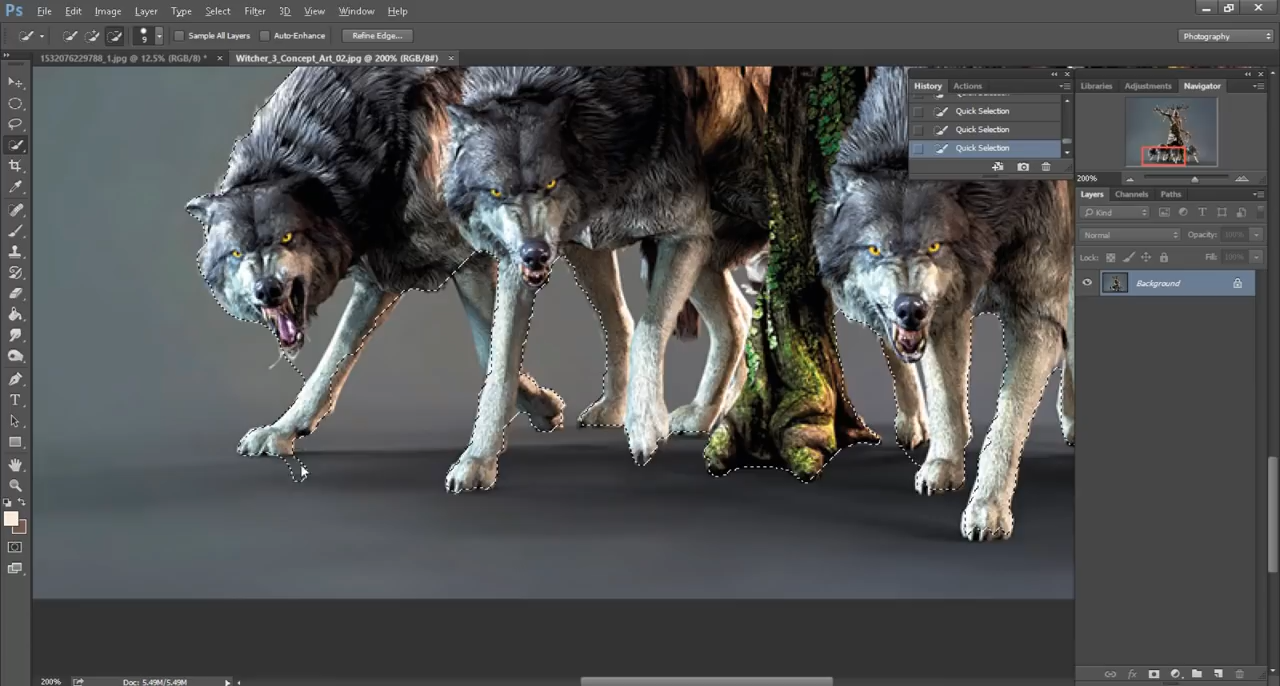 Ps File Edit Image Layer Type Select Filter 3D View Window Help
9 Sample All Layers Auto-Enhance Refine Edge... Photography
1532076229788_1.jpg @ 12.5% (RGB/8) * × Witcher_3_Concept_Art_02.jpg @ 200% (RGB/8#) ×
History Actions
Quick Selection
Quick Selection
Quick Selection
Libraries Adjustments Navigator
200%
Layers Channels Paths
Kind
Normal Opacity: 100%
Lock: Fill: 100%
Background
200% Doc: 5.49M/5.49M